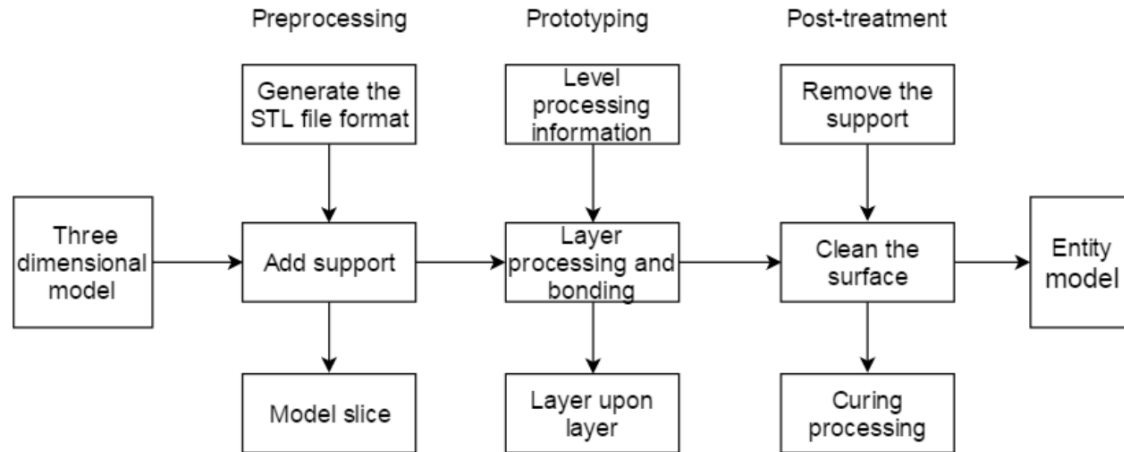 Preprocessing
Prototyping
Post-treatment
Generate the
STL file format
Level
processing
information
Remove the
support
Three
dimensional
model
Add support
Layer
processing and
bonding
Clean the
surface
Entity
model
Model slice
Layer upon
layer
Curing
processing